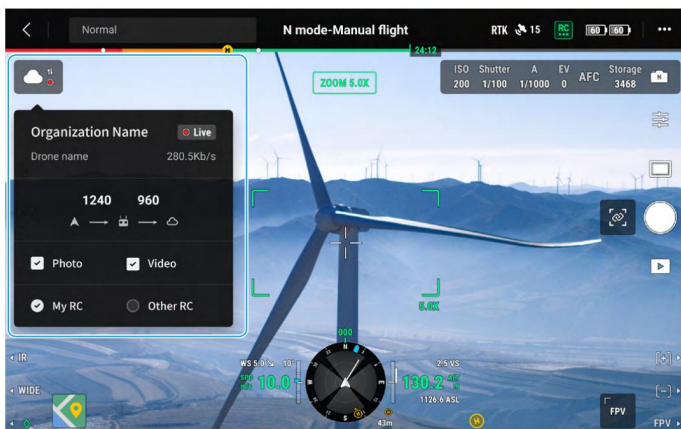 Normal
N mode-Manual flight
RTK 15
RC
60 60
24:12
ZOOM 5.0X
ISO Shutter A EV AFC Storage
200 1/100 1/1000 0 3468
Organization Name Live
Drone name 280.5Kb/s
1240 960
Photo Video
My RC Other RC
5.0X
000
IR
WIDE
WS 5.0 10°
10.0
N
W
E
S
H
2.5 VS
130.2
1126.6 ASL
43m
H
[+]
[-]
FPV
FPV